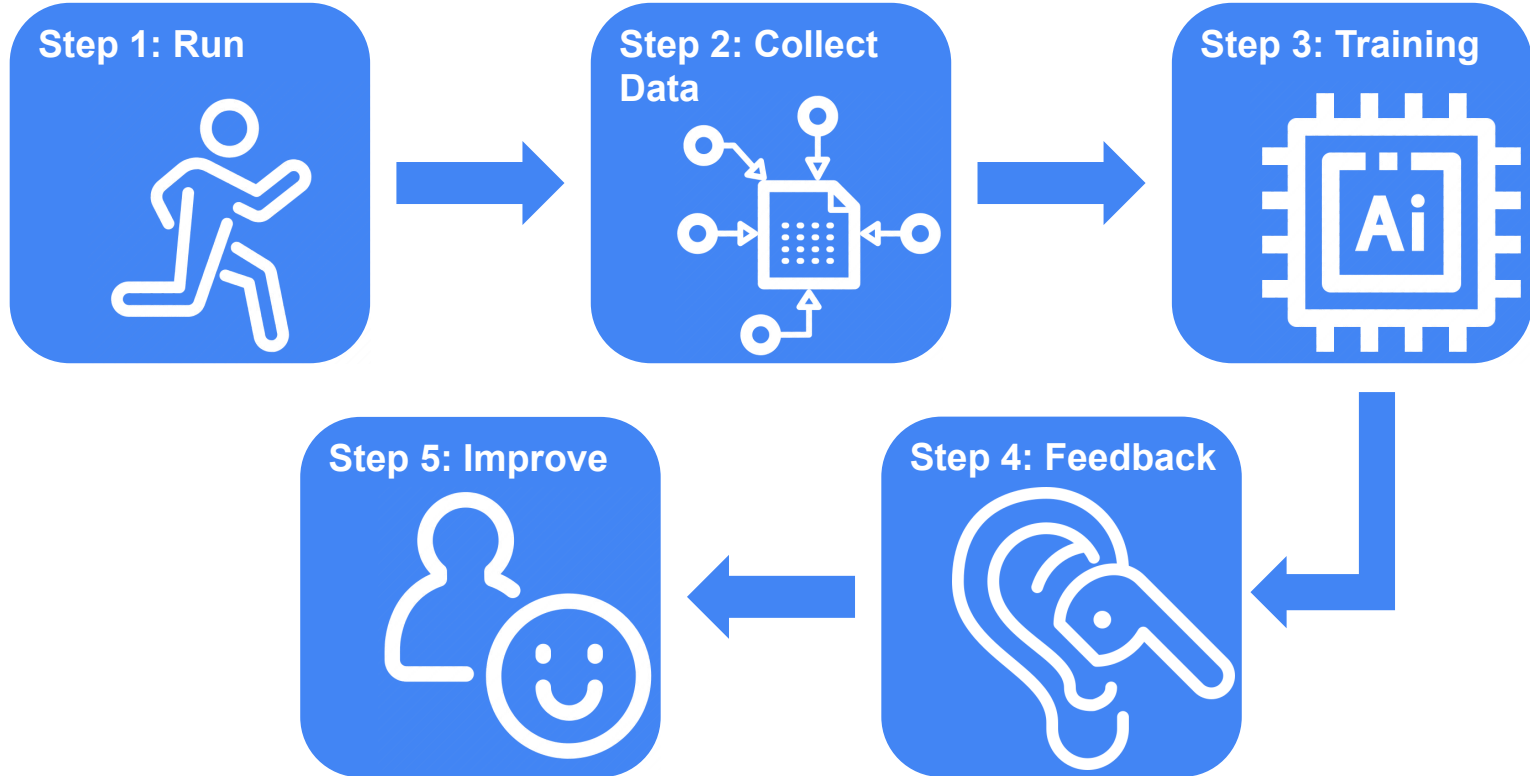 Step 1: Run
Step 2: Collect
Data
Step 3: Training
Ai
Step 4: Feedback
Step 5: Improve